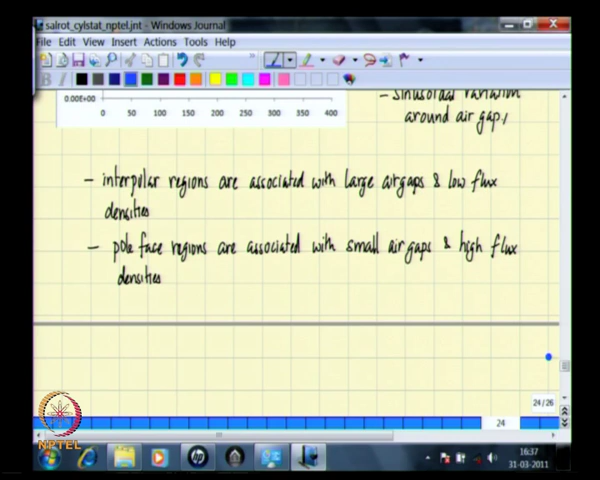 salrot_cylstat_nptel.jnt - Windows Journal
File Edit View Insert Actions Tools Help
0.00E+00
0 50 100 150 200 250 300 350 400
- sinusoidal variation
around air gap.
- interpolar regions are associated with large airgaps & low flux
densities
- pole face regions are associated with small air gaps & high flux
densities
24/26
24
NPTEL
16:37
31-03-2011